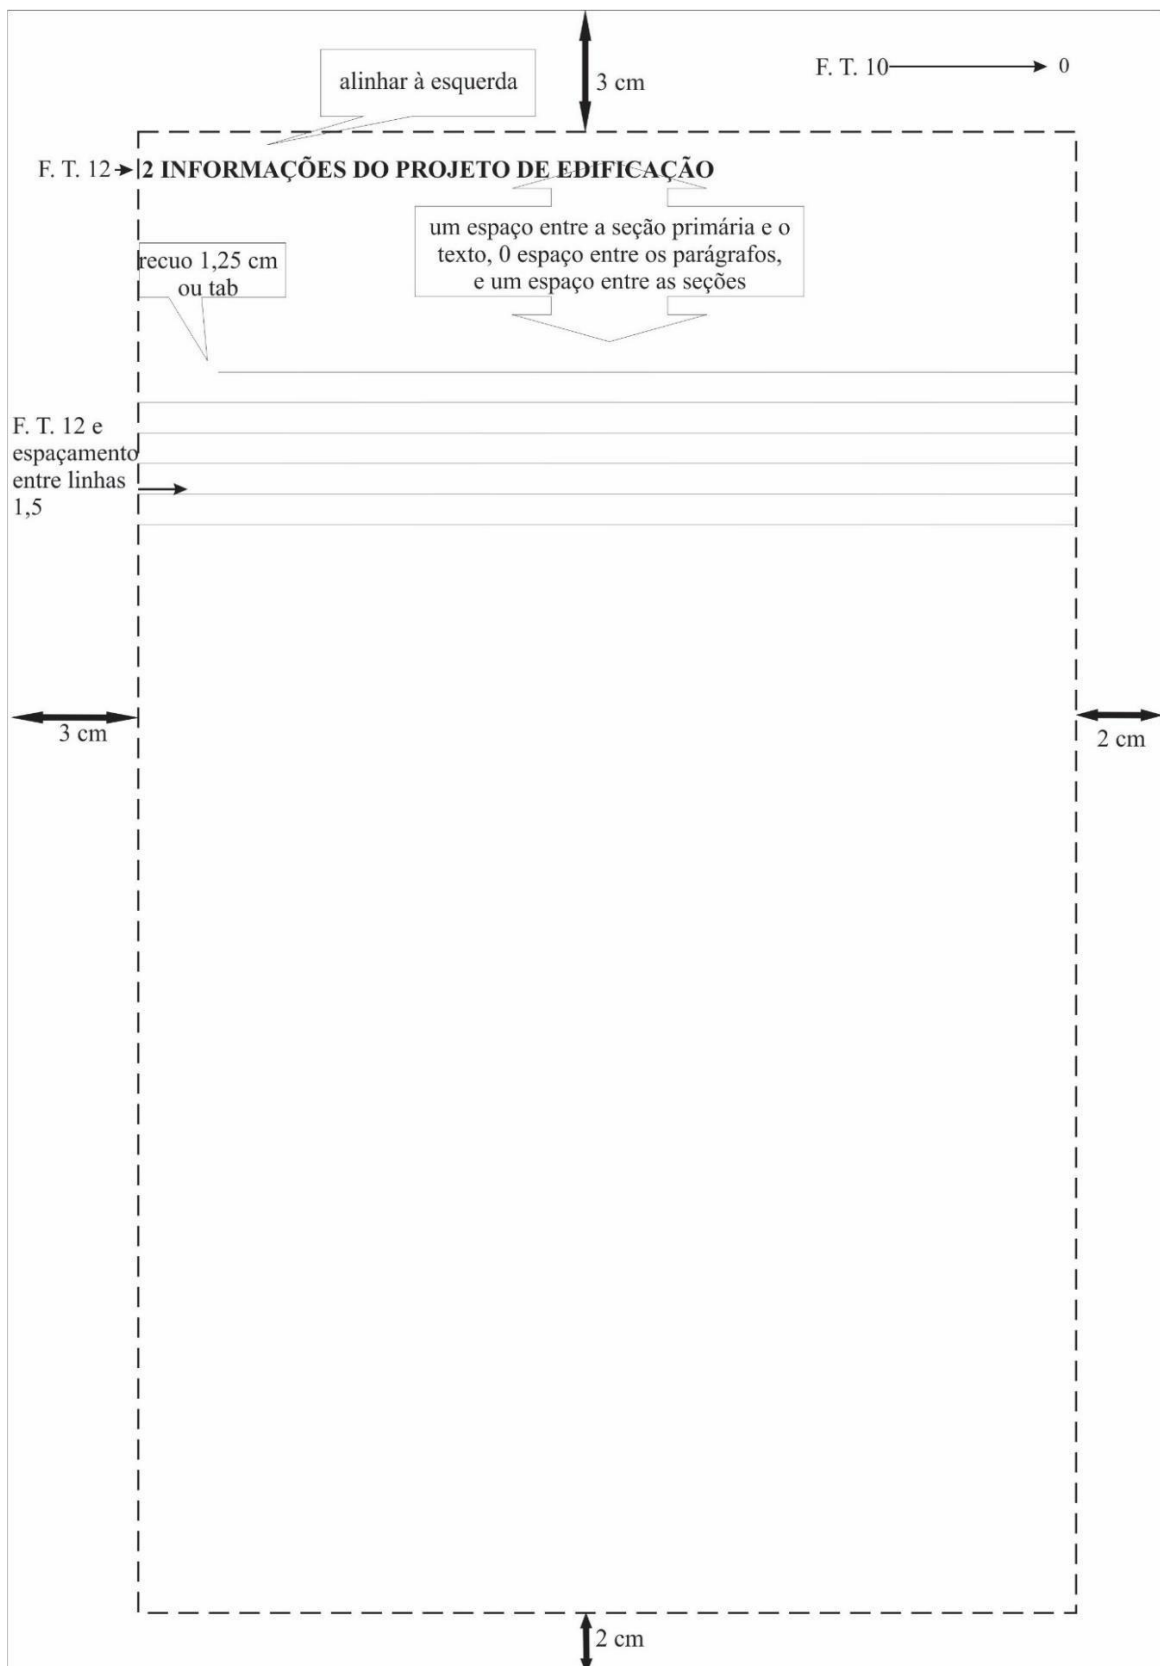 alinhar à esquerda
3 cm
F. T. 10
0
F. T. 12
2 INFORMAÇÕES DO PROJETO DE EDIFICAÇÃO
um espaço entre a seção primária e o
texto, 0 espaço entre os parágrafos,
e um espaço entre as seções
recuo 1,25 cm
ou tab
F. T. 12 e
espaçamento
entre linhas
1,5
3 cm
2 cm
2 cm